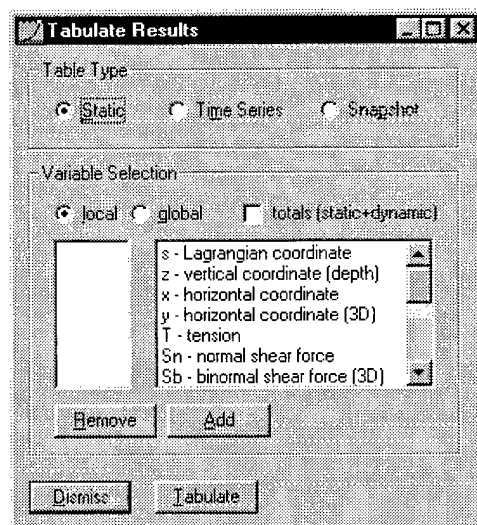 Tabulate Results
Table Type
Static Time Series Snapshot
Variable Selection
local global totals (static+dynamic)
s - Lagrangian coordinate
z - vertical coordinate (depth)
x - horizontal coordinate
y - horizontal coordinate (3D)
T - tension
Sn - normal shear force
Sb - binormal shear force (3D)
Remove Add
Dismiss Tabulate